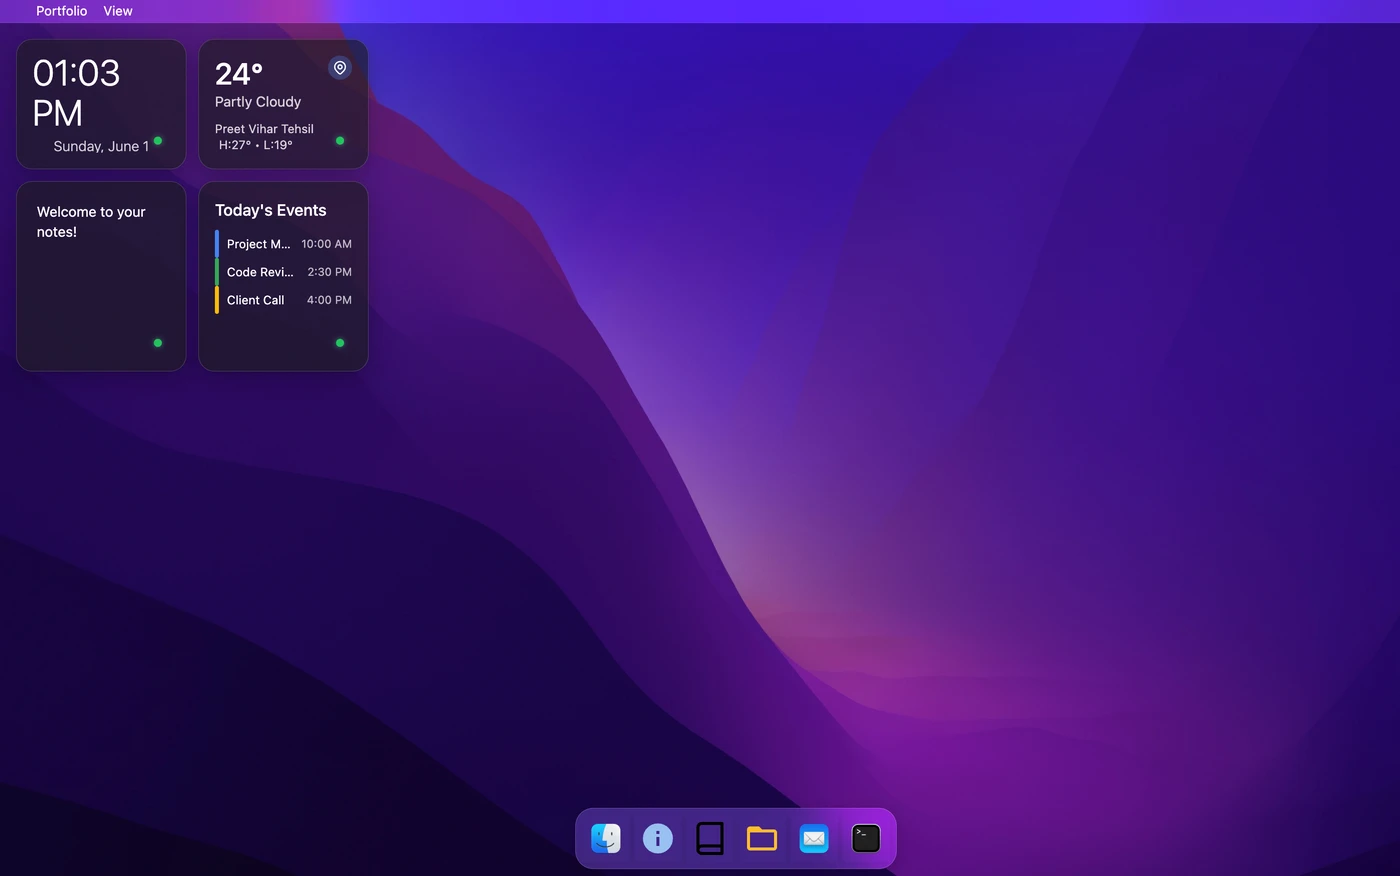 Portfolio View
01:03
PM
Sunday, June 1
24°
Partly Cloudy
Preet Vihar Tehsil
H:27° • L:19°
Welcome to your
notes!
Today's Events
Project M... 10:00 AM
Code Revi... 2:30 PM
Client Call 4:00 PM
>_